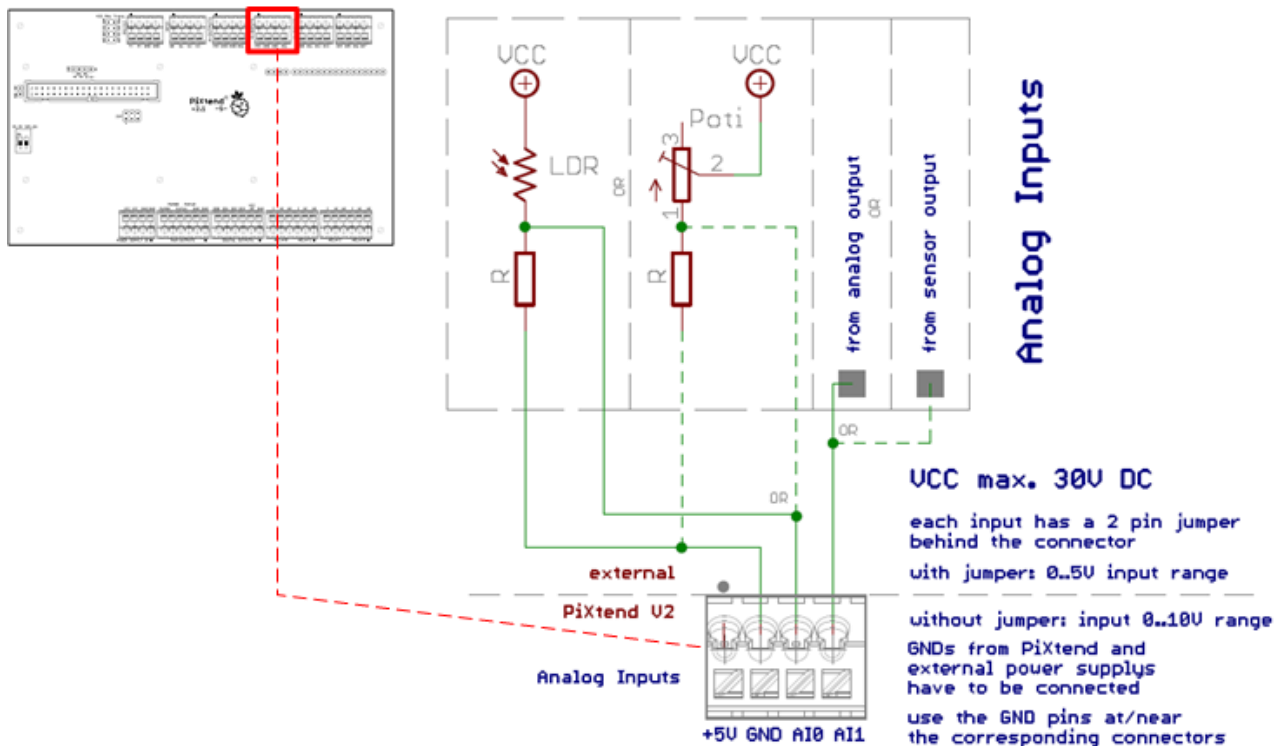 PiXtend
VCC
VCC
Poti
3
2
1
LDR
R
R
OR
OR
from analog output
from sensor output
Analog Inputs
OR
OR
VCC max. 30V DC
each input has a 2 pin jumper
behind the connector
with jumper: 0..5V input range
external
PiXtend V2
without jumper: input 0..10V range
GNDs from PiXtend and
external power supplys
have to be connected
use the GND pins at/near
the corresponding connectors
Analog Inputs
+5V GND AI0 AI1